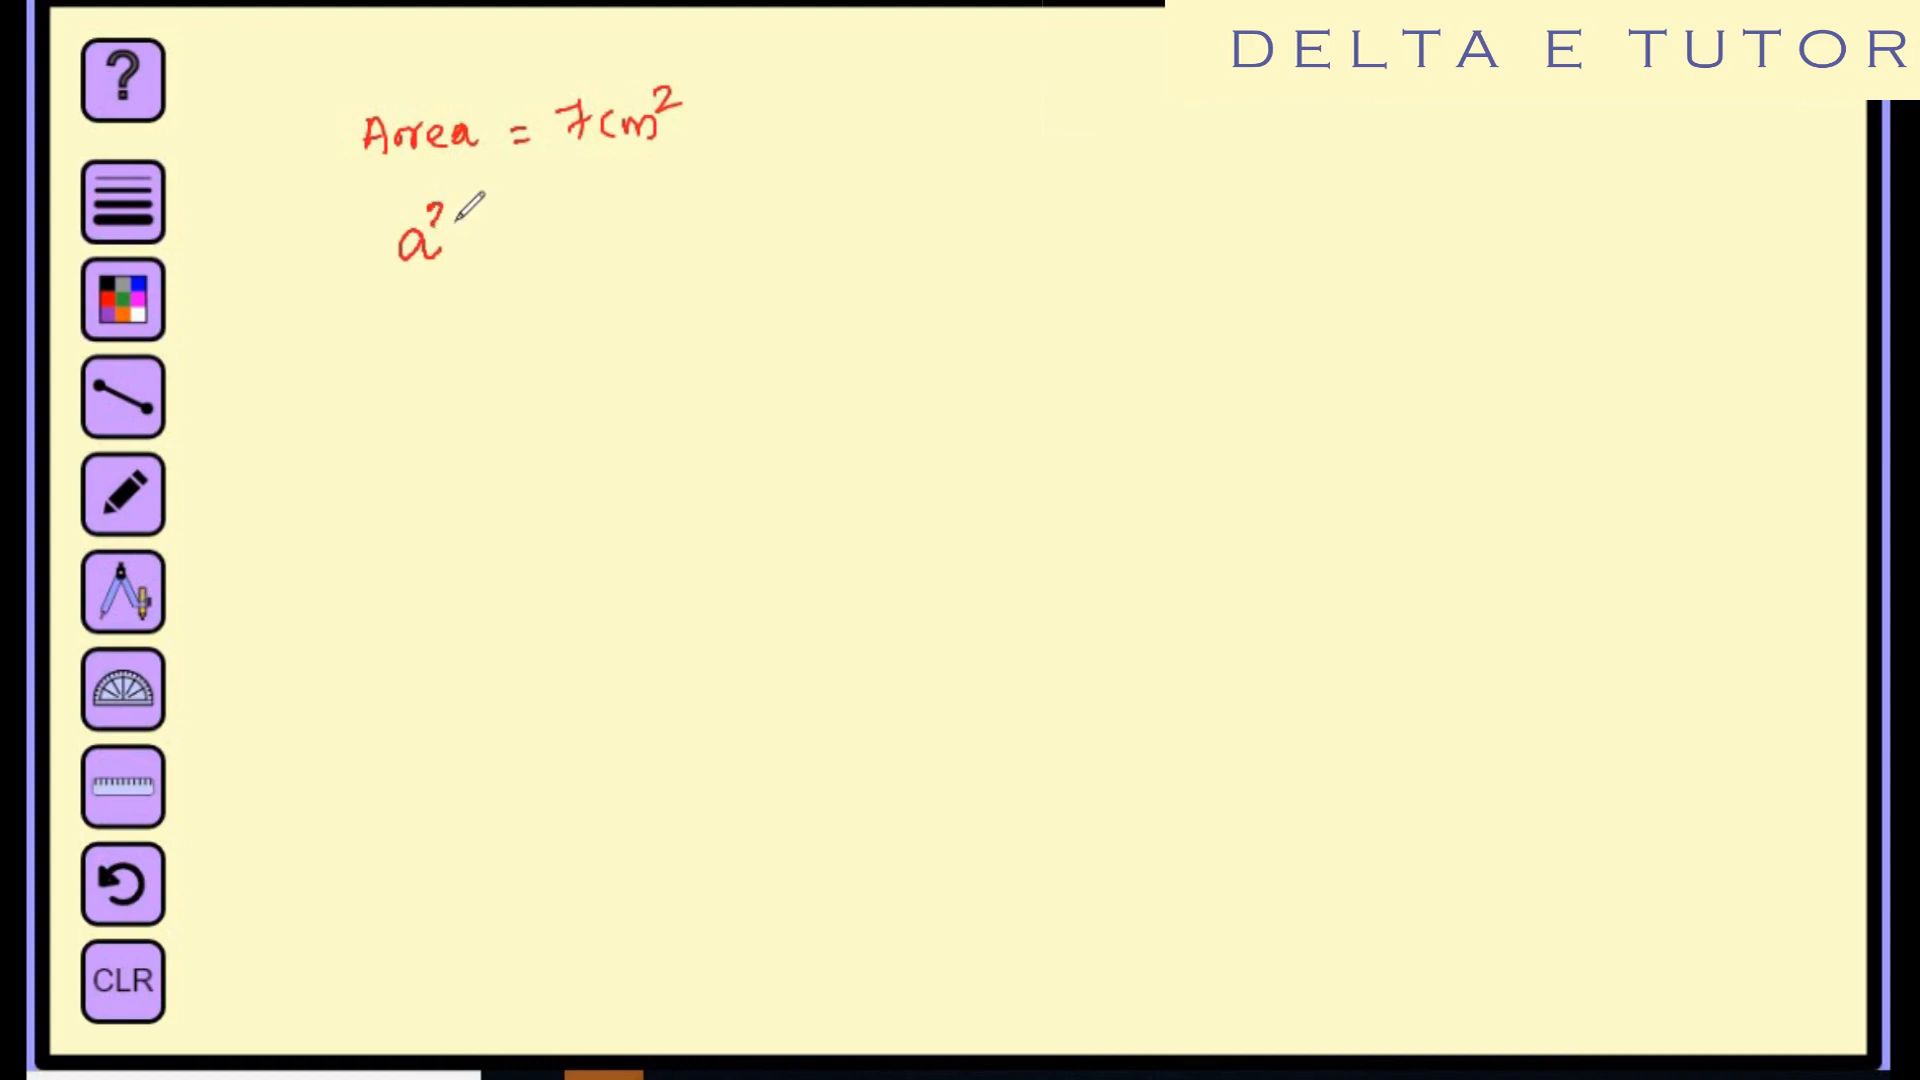 DELTA E TUTOR
?
Area = 7cm²
a²
CLR